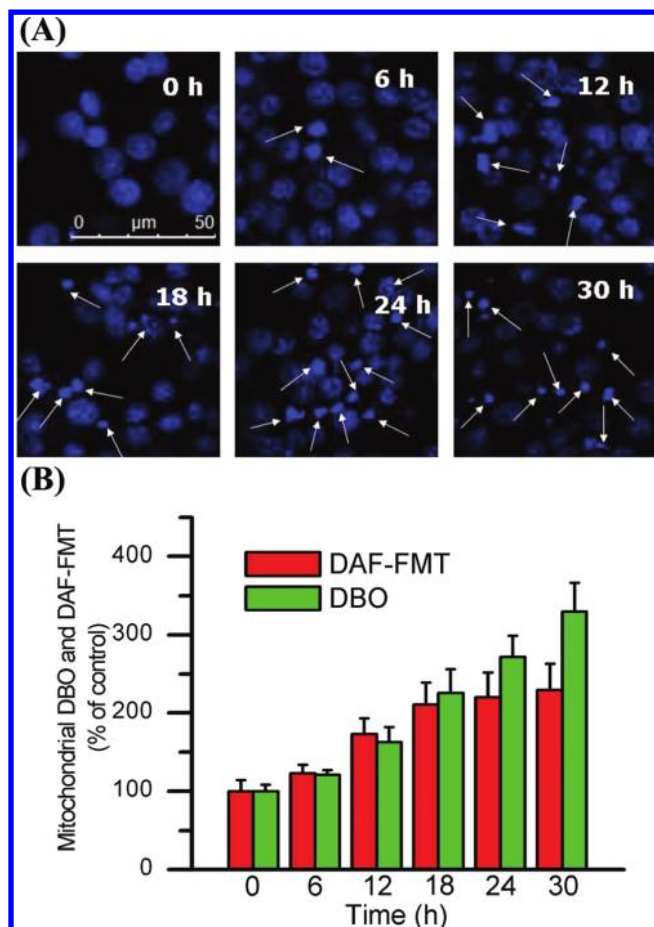 (A)
0 h
6 h
12 h
0 µm 50
18 h
24 h
30 h
(B)
Mitochondrial DBO and DAF-FMT
(% of control)
400
300
200
100
0
DAF-FMT
DBO
0 6 12 18 24 30
Time (h)